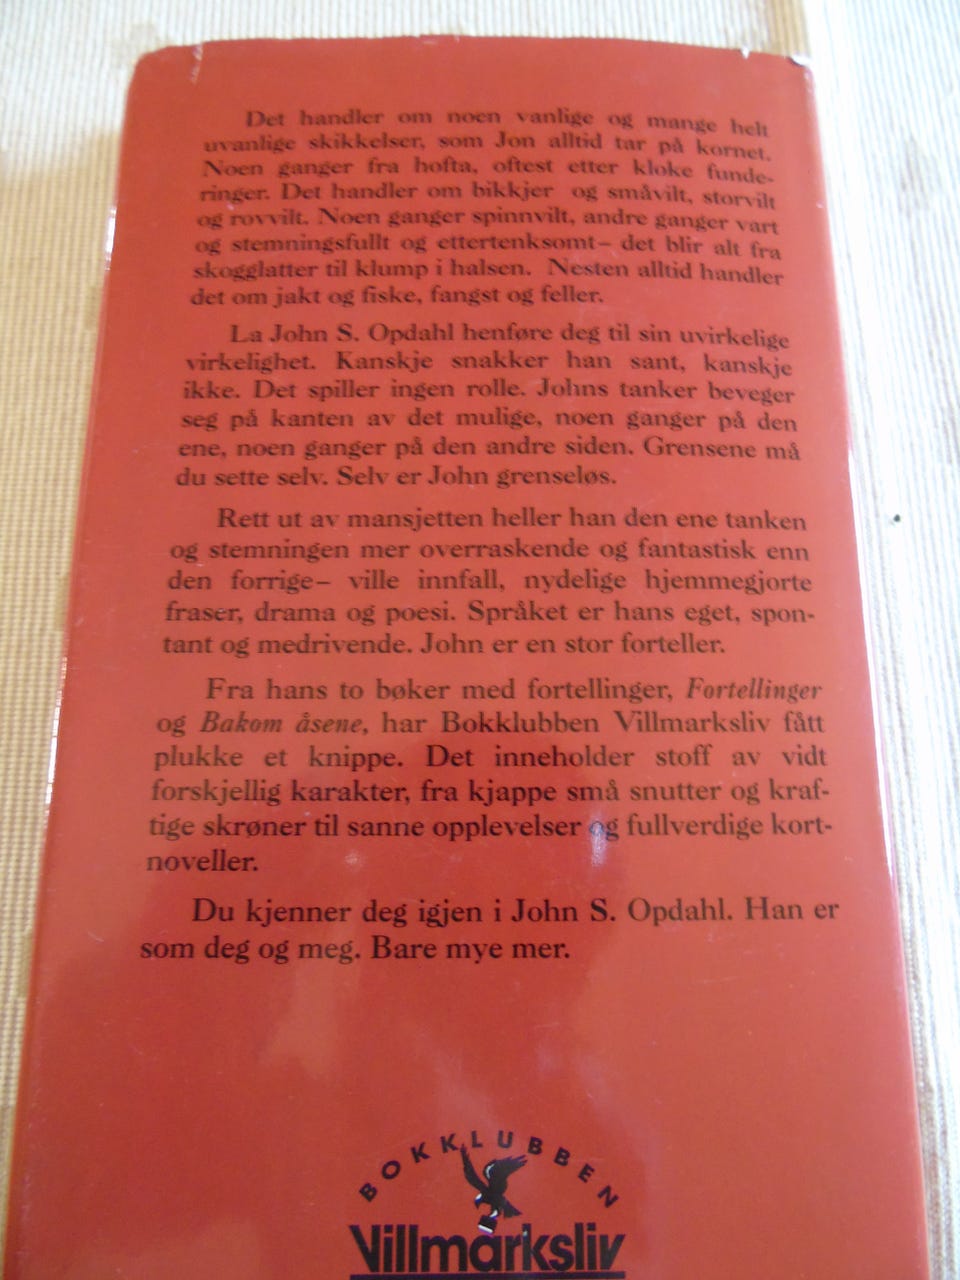 Det handler om noen vanlige og mange helt
uvanlige skikkelser, som Jon alltid tar på kornet.
Noen ganger fra hofta, oftest etter kloke funde-
ringer. Det handler om bikkjer og småvilt, storvilt
og rovvilt. Noen ganger spinnvilt, andre ganger vart
og stemningsfullt og ettertenksomt– det blir alt fra
skogglatter til klump i halsen. Nesten alltid handler
det om jakt og fiske, fangst og feller.
La John S. Opdahl henføre deg til sin uvirkelige
virkelighet. Kanskje snakker han sant, kanskje
ikke. Det spiller ingen rolle. Johns tanker beveger
seg på kanten av det mulige, noen ganger på den
ene, noen ganger på den andre siden. Grensene må
du sette selv. Selv er John grenseløs.
Rett ut av mansjetten heller han den ene tanken
og stemningen mer overraskende og fantastisk enn
den forrige– ville innfall, nydelige hjemmegjorte
fraser, drama og poesi. Språket er hans eget, spon-
tant og medrivende. John er en stor forteller.
Fra hans to bøker med fortellinger, Fortellinger
og Bakom åsene, har Bokklubben Villmarksliv fått
plukke et knippe. Det inneholder stoff av vidt
forskjellig karakter, fra kjappe små snutter og kraf-
tige skrøner til sanne opplevelser og fullverdige kort-
noveller.
Du kjenner deg igjen i John S. Opdahl. Han er
som deg og meg. Bare mye mer.
BOKKLUBBEN
Villmarksliv